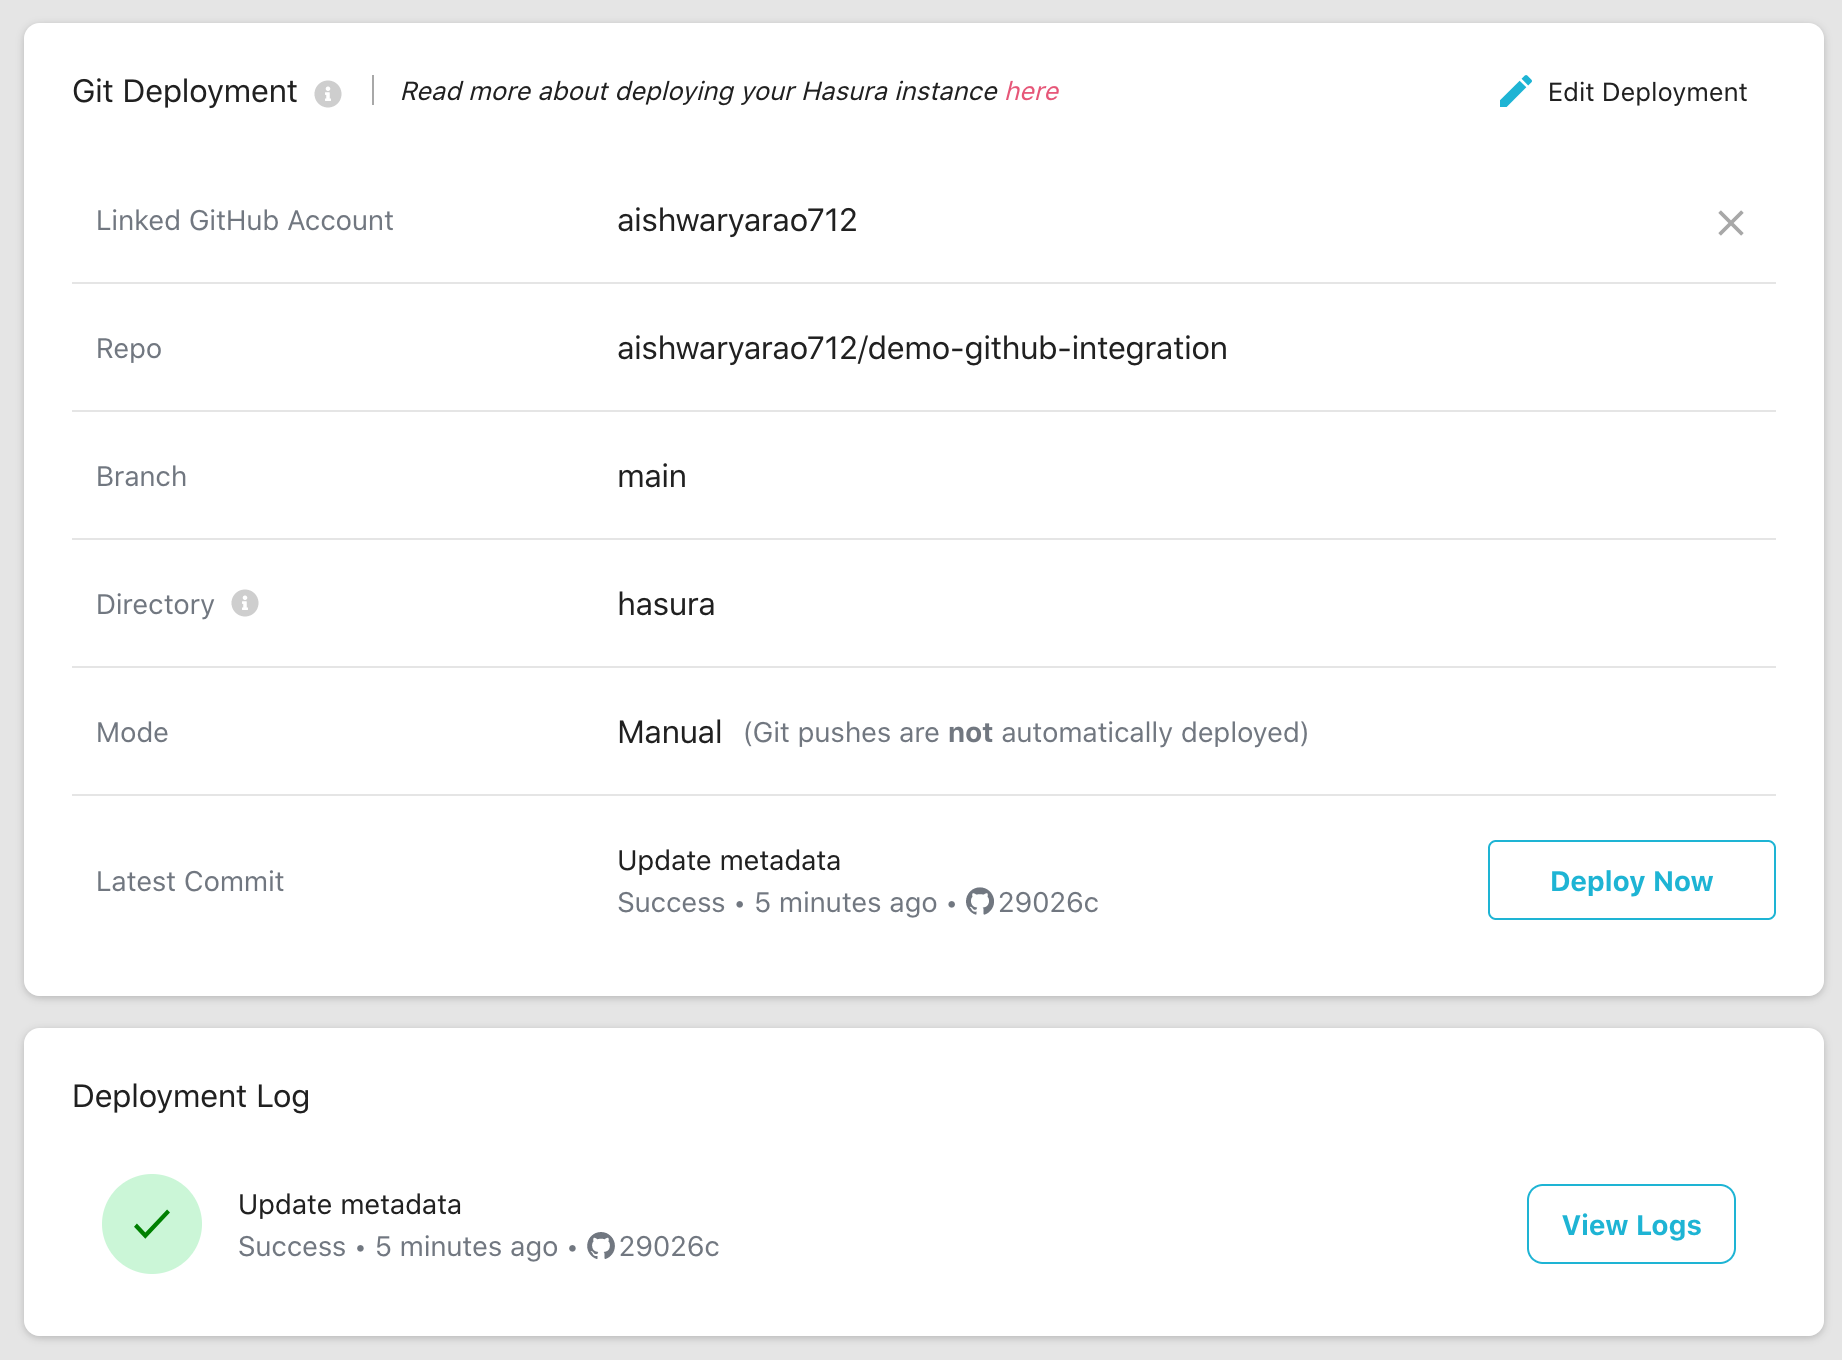 Git Deployment
Read more about deploying your Hasura instance here
Edit Deployment
Linked GitHub Account
aishwaryarao712
Repo
aishwaryarao712/demo-github-integration
Branch
main
Directory
hasura
Mode
Manual (Git pushes are not automatically deployed)
Latest Commit
Update metadata
Success • 5 minutes ago • 29026c
Deploy Now
Deployment Log
Update metadata
Success • 5 minutes ago • 29026c
View Logs